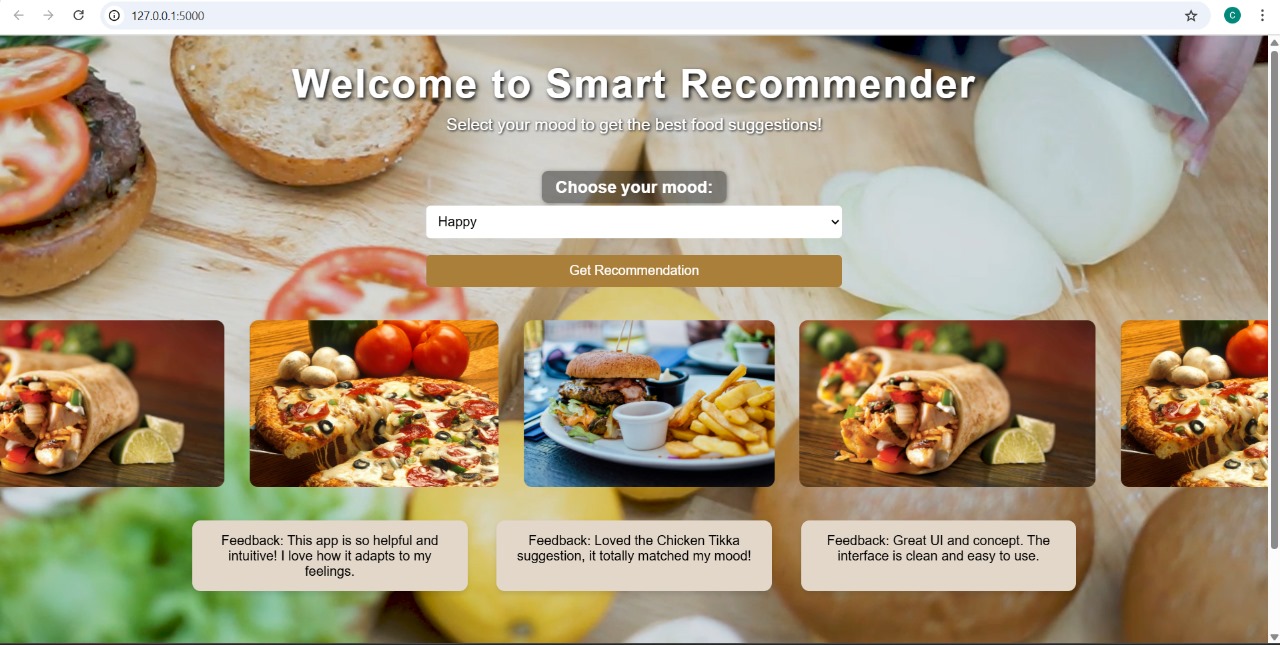 127.0.0.1:5000
C
Welcome to Smart Recommender
Select your mood to get the best food suggestions!
Choose your mood:
Happy
Get Recommendation
Feedback: This app is so helpful and
intuitive! I love how it adapts to my
feelings.
Feedback: Loved the Chicken Tikka
suggestion, it totally matched my mood!
Feedback: Great UI and concept. The
interface is clean and easy to use.